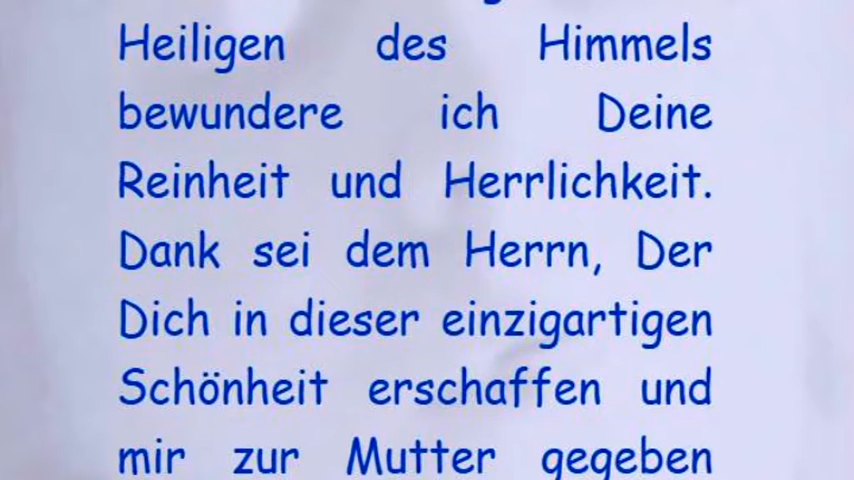 Heiligen des Himmels
bewundere ich Deine
Reinheit und Herrlichkeit.
Dank sei dem Herrn, Der
Dich in dieser einzigartigen
Schönheit erschaffen und
mir zur Mutter gegeben